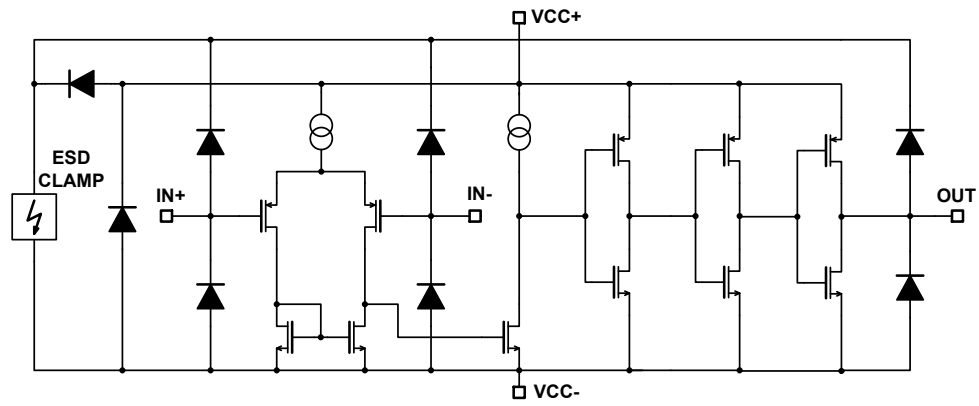 VCC+
ESD
CLAMP
IN+
IN-
OUT
VCC-